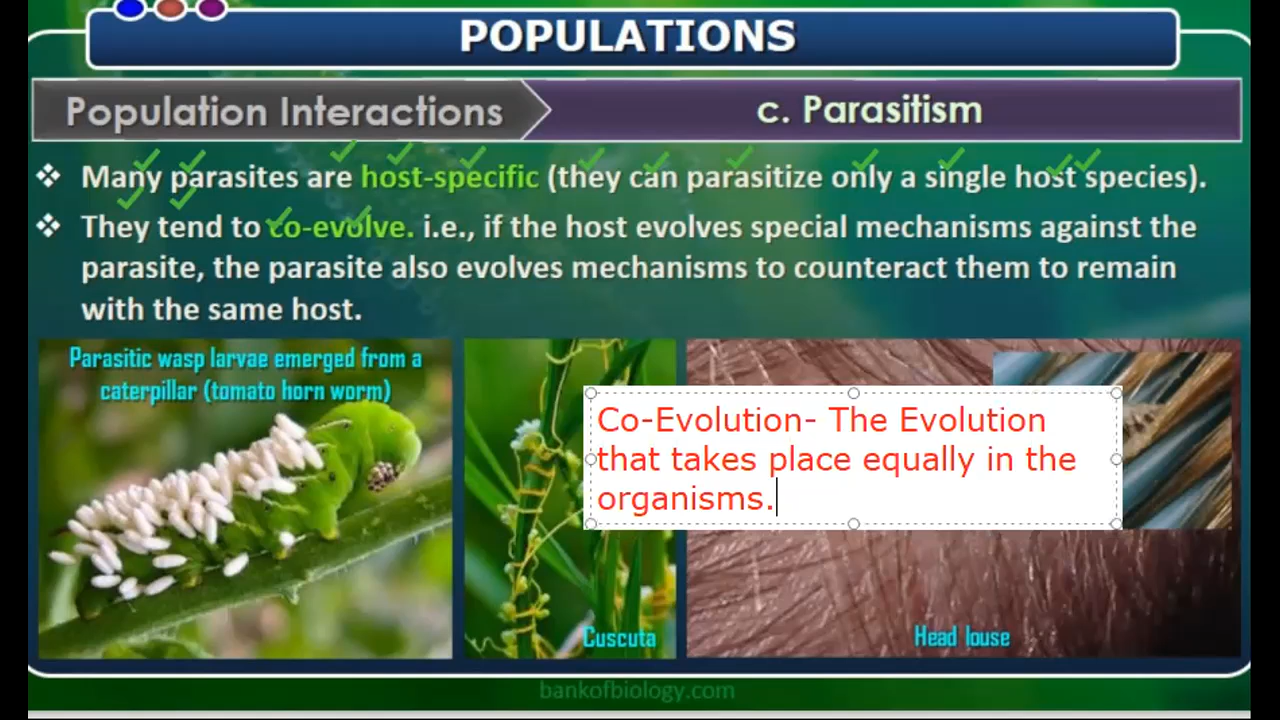 POPULATIONS
Population Interactions
c. Parasitism
❖ Many parasites are host-specific (they can parasitize only a single host species).
❖ They tend to co-evolve. i.e., if the host evolves special mechanisms against the
parasite, the parasite also evolves mechanisms to counteract them to remain
with the same host.
Parasitic wasp larvae emerged from a
caterpillar (tomato horn worm)
Co-Evolution- The Evolution
that takes place equally in the
organisms.
Cuscuta
Head louse
bankofbiology.com